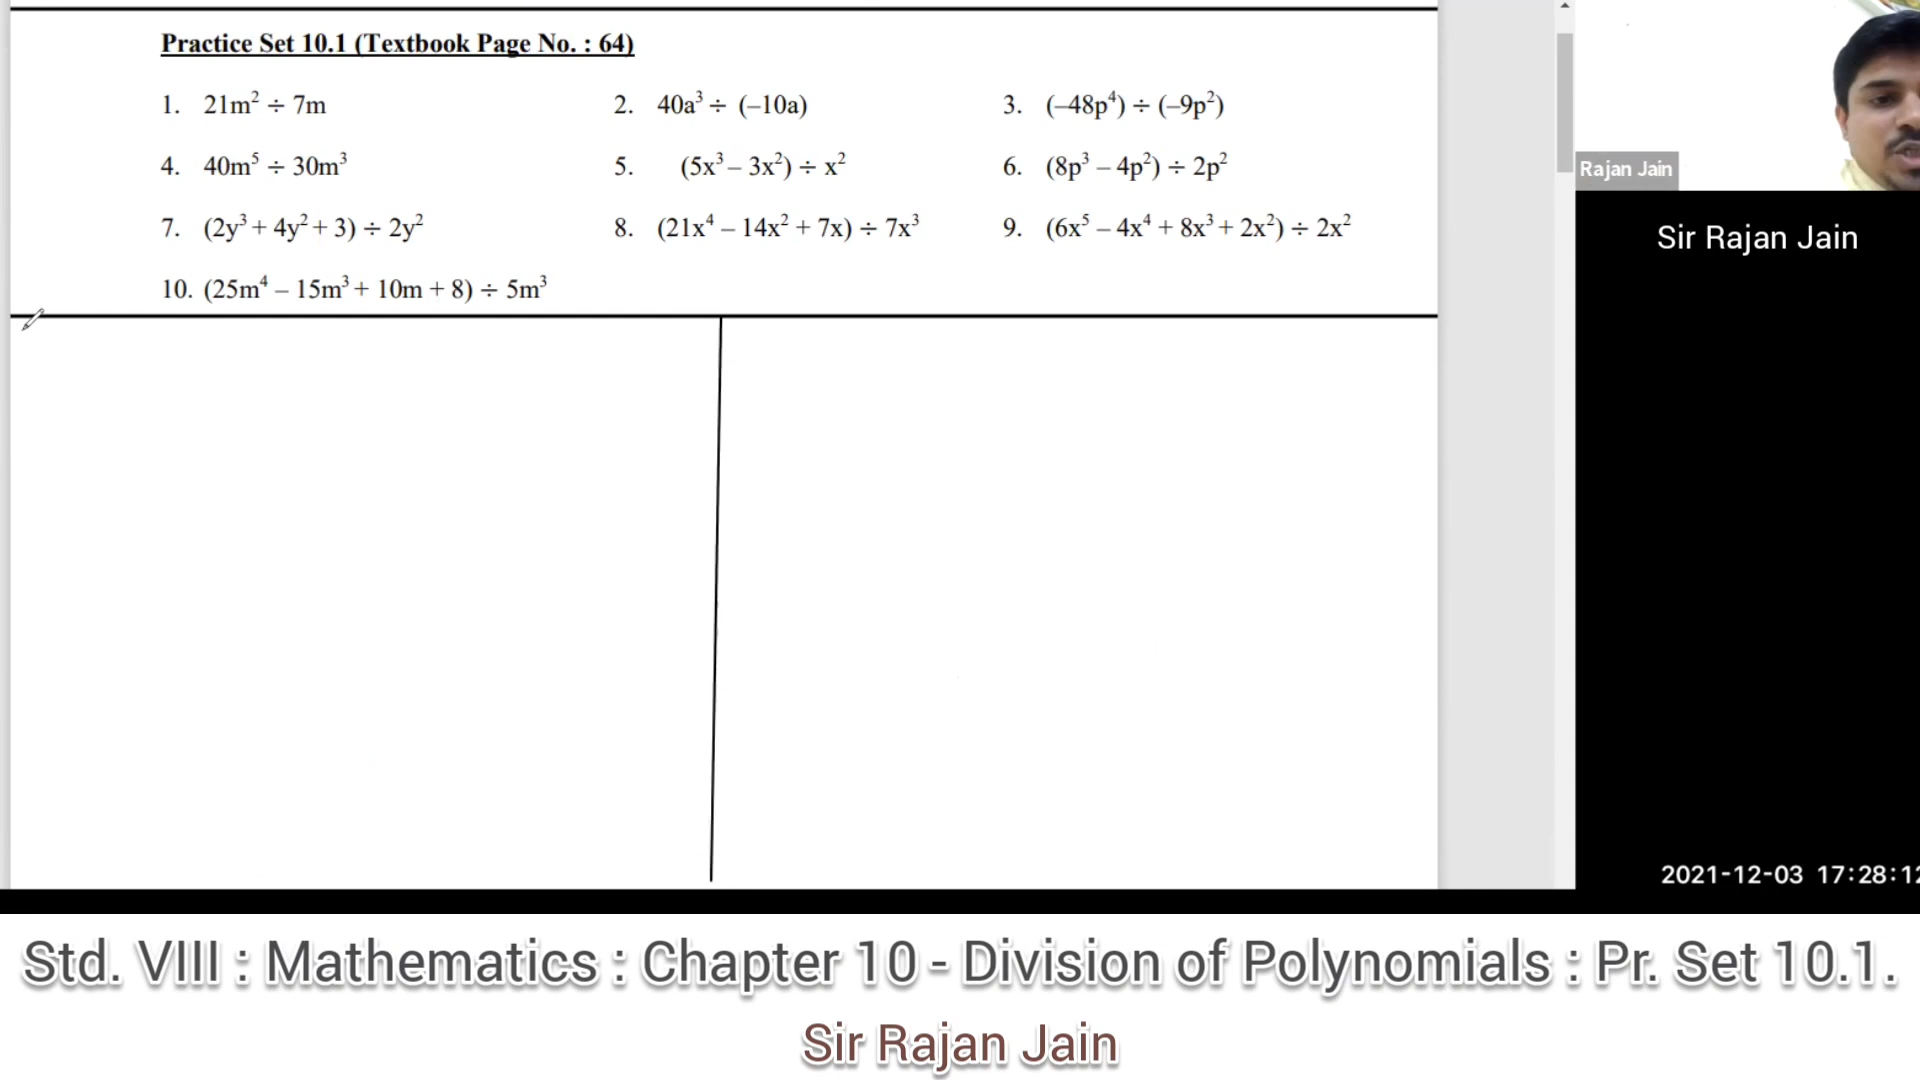 Practice Set 10.1 (Textbook Page No. : 64)
1. 21m² ÷ 7m 2. 40a³ ÷ (–10a) 3. (–48p⁴) ÷ (–9p²)
4. 40m⁵ ÷ 30m³ 5. (5x³ – 3x²) ÷ x² 6. (8p³ – 4p²) ÷ 2p²
7. (2y³ + 4y² + 3) ÷ 2y² 8. (21x⁴ – 14x² + 7x) ÷ 7x³ 9. (6x⁵ – 4x⁴ + 8x³ + 2x²) ÷ 2x²
10. (25m⁴ – 15m³ + 10m + 8) ÷ 5m³
Rajan Jain
Sir Rajan Jain
2021-12-03 17:28:12
Std. VIII : Mathematics : Chapter 10 - Division of Polynomials : Pr. Set 10.1.
Sir Rajan Jain